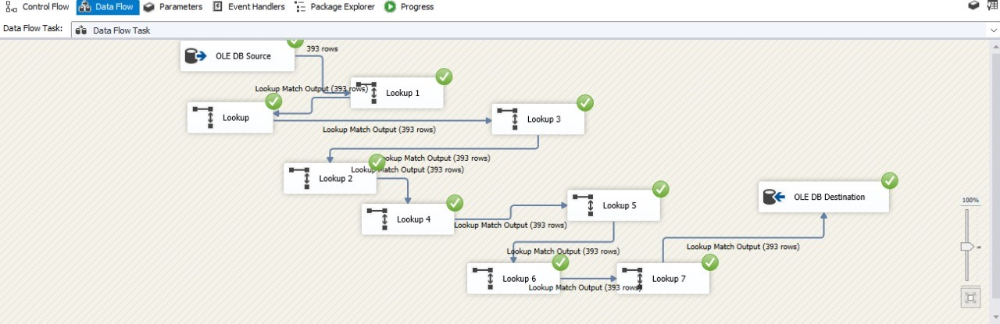 Control Flow Data Flow Parameters Event Handlers Package Explorer Progress
Data Flow Task: Data Flow Task
OLE DB Source
393 rows
Lookup Match Output (393 rows)
Lookup 1
Lookup
Lookup Match Output (393 rows)
Lookup 3
Lookup Match Output (393 rows)
Lookup 2
Lookup Match Output (393 rows)
Lookup 4
Lookup Match Output (393 rows)
Lookup 5
OLE DB Destination
100%
Lookup Match Output (393 rows)
Lookup 6
Lookup Match Output (393 rows)
Lookup 7
Lookup Match Output (393 rows)